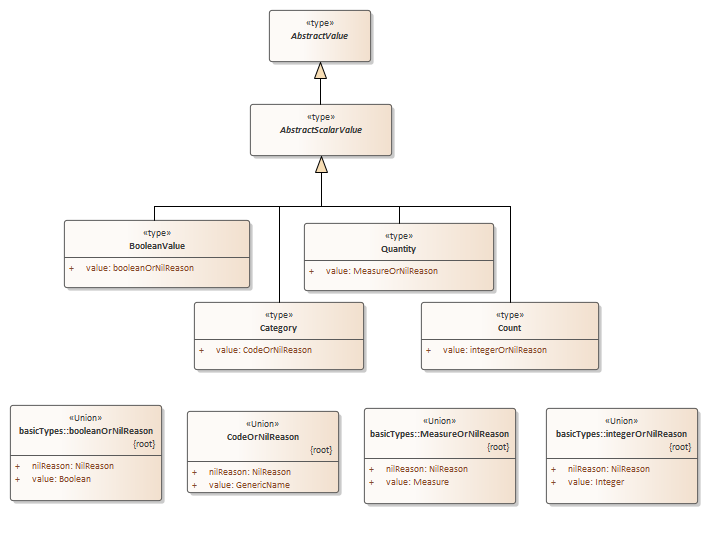 «type»
AbstractValue
«type»
AbstractScalarValue
«type»
BooleanValue
+ value: booleanOrNilReason
«type»
Quantity
+ value: MeasureOrNilReason
«type»
Category
+ value: CodeOrNilReason
«type»
Count
+ value: integerOrNilReason
«Union»
basicTypes::booleanOrNilReason
{root}
+ nilReason: NilReason
+ value: Boolean
«Union»
CodeOrNilReason
{root}
+ nilReason: NilReason
+ value: GenericName
«Union»
basicTypes::MeasureOrNilReason
{root}
+ nilReason: NilReason
+ value: Measure
«Union»
basicTypes::integerOrNilReason
{root}
+ nilReason: NilReason
+ value: Integer